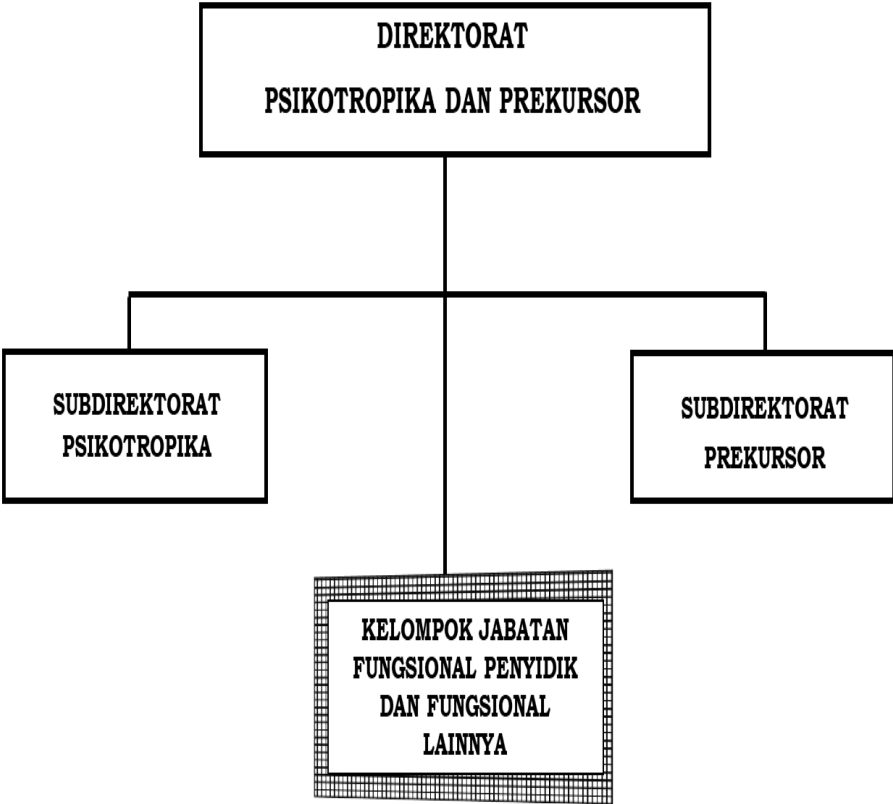 DIREKTORAT
PSIKOTROPIKA DAN PREKURSOR
SUBDIREKTORAT
PSIKOTROPIKA
SUBDIREKTORAT
PREKURSOR
KELOMPOK JABATAN
FUNGSIONAL PENYIDIK
DAN FUNGSIONAL
LAINNYA